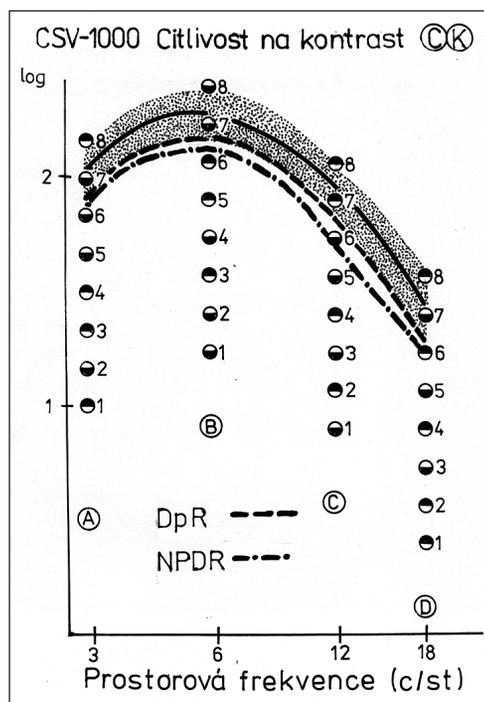 CSV-1000 Citlivost na kontrast ⒸⓀ
log
8 8
7 7 8
2 6 6 7
5 5 6 8
4 4 5 7
3 3 4 6
2 2 3 5
1 1 1 2 4
B 1 3
A DpR C 2
NPDR 1
D
3 6 12 18
Prostorová frekvence (c/st)